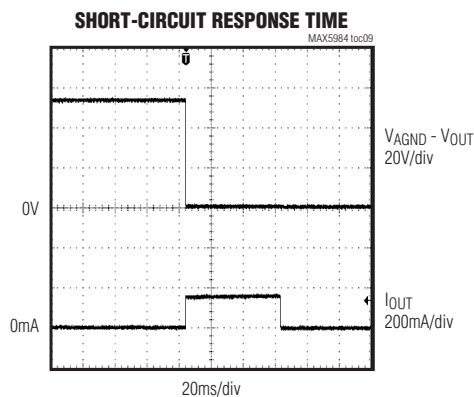 SHORT-CIRCUIT RESPONSE TIME
MAX5984 toc09
T
VAGND - VOUT
20V/div
0V
IOUT
200mA/div
0mA
20ms/div